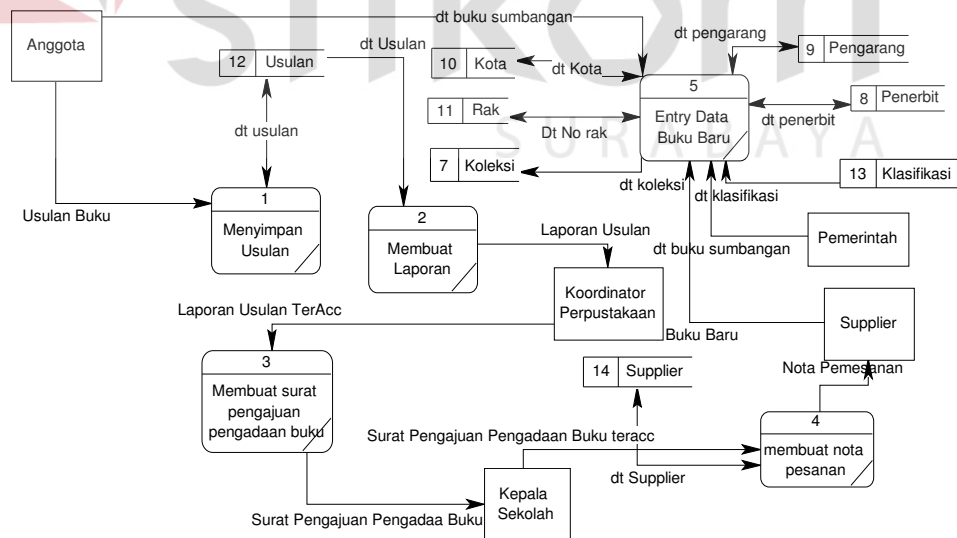 stikom
SURABAYA
Anggota
dt buku sumbangan
12 Usulan
dt Usulan
10 Kota
dt Kota
dt pengarang
9 Pengarang
11 Rak
Dt No rak
5
Entry Data
Buku Baru
8 Penerbit
dt penerbit
7 Koleksi
dt koleksi
dt klasifikasi
13 Klasifikasi
dt usulan
Usulan Buku
1
Menyimpan
Usulan
2
Membuat
Laporan
Laporan Usulan
dt buku sumbangan
Pemerintah
Koordinator
Perpustakaan
Buku Baru
Supplier
Laporan Usulan TerAcc
3
Membuat surat
pengajuan
pengadaan buku
14 Supplier
Nota Pemesanan
4
membuat nota
pesanan
Surat Pengajuan Pengadaan Buku teracc
dt Supplier
Kepala
Sekolah
Surat Pengajuan Pengadaa Buku